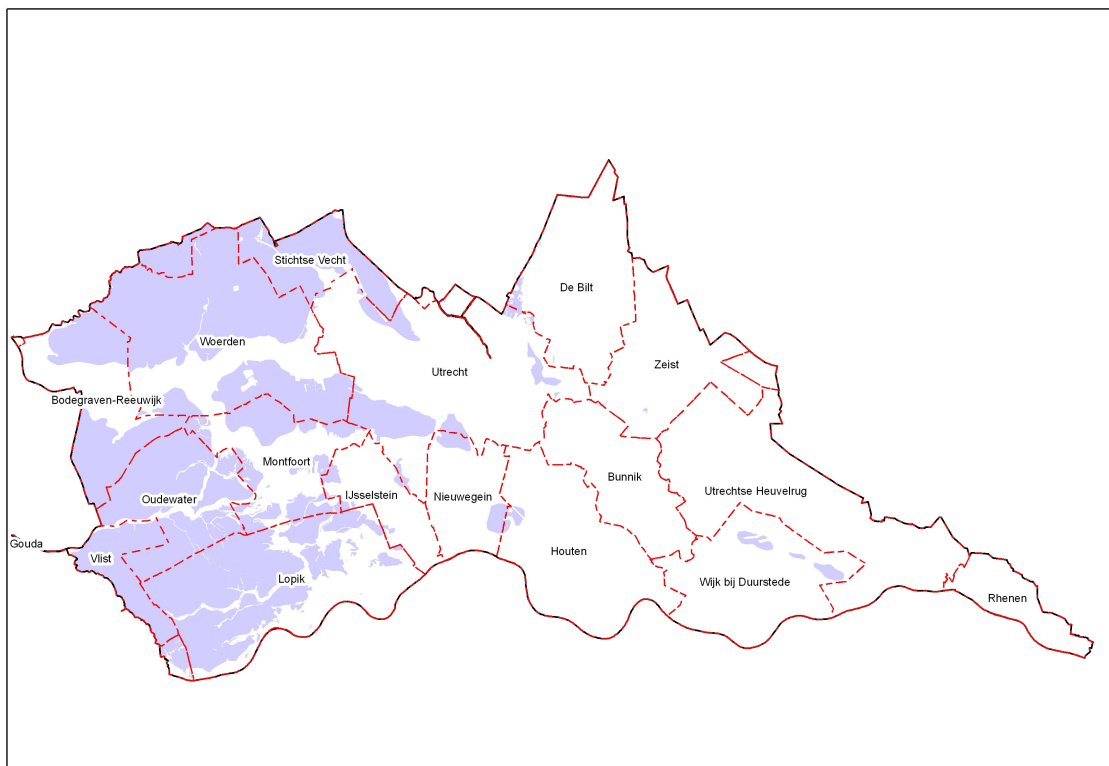 Stichtse Vecht
De Bilt
Woerden
Zeist
Utrecht
Bodegraven-Reeuwijk
Montfoort
Bunnik
IJsselstein
Nieuwegein
Utrechtse Heuvelrug
Oudewater
Gouda
Vlist
Houten
Lopik
Wijk bij Duurstede
Rhenen